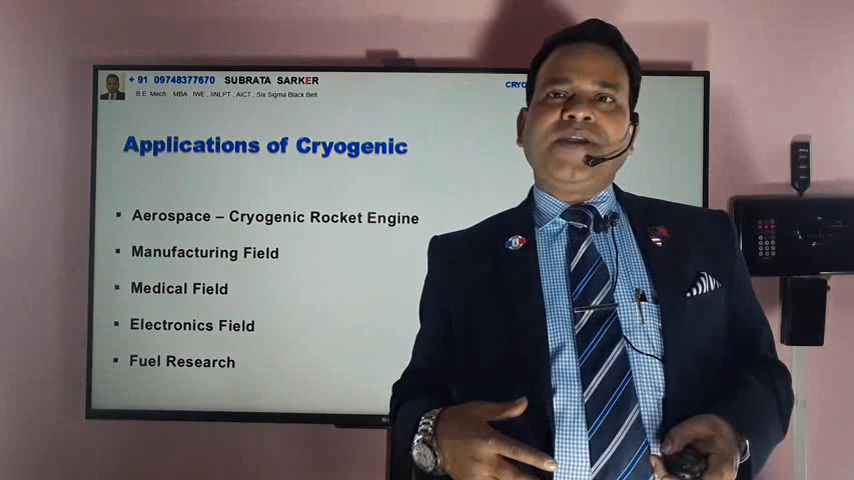 + 91 09748377670 SUBRATA SARKER
B.E. Mech. MBA , IWE , IINLPT , AICT , Six Sigma Black Belt
CRYO
Applications of Cryogenic
▪ Aerospace – Cryogenic Rocket Engine
▪ Manufacturing Field
▪ Medical Field
▪ Electronics Field
▪ Fuel Research